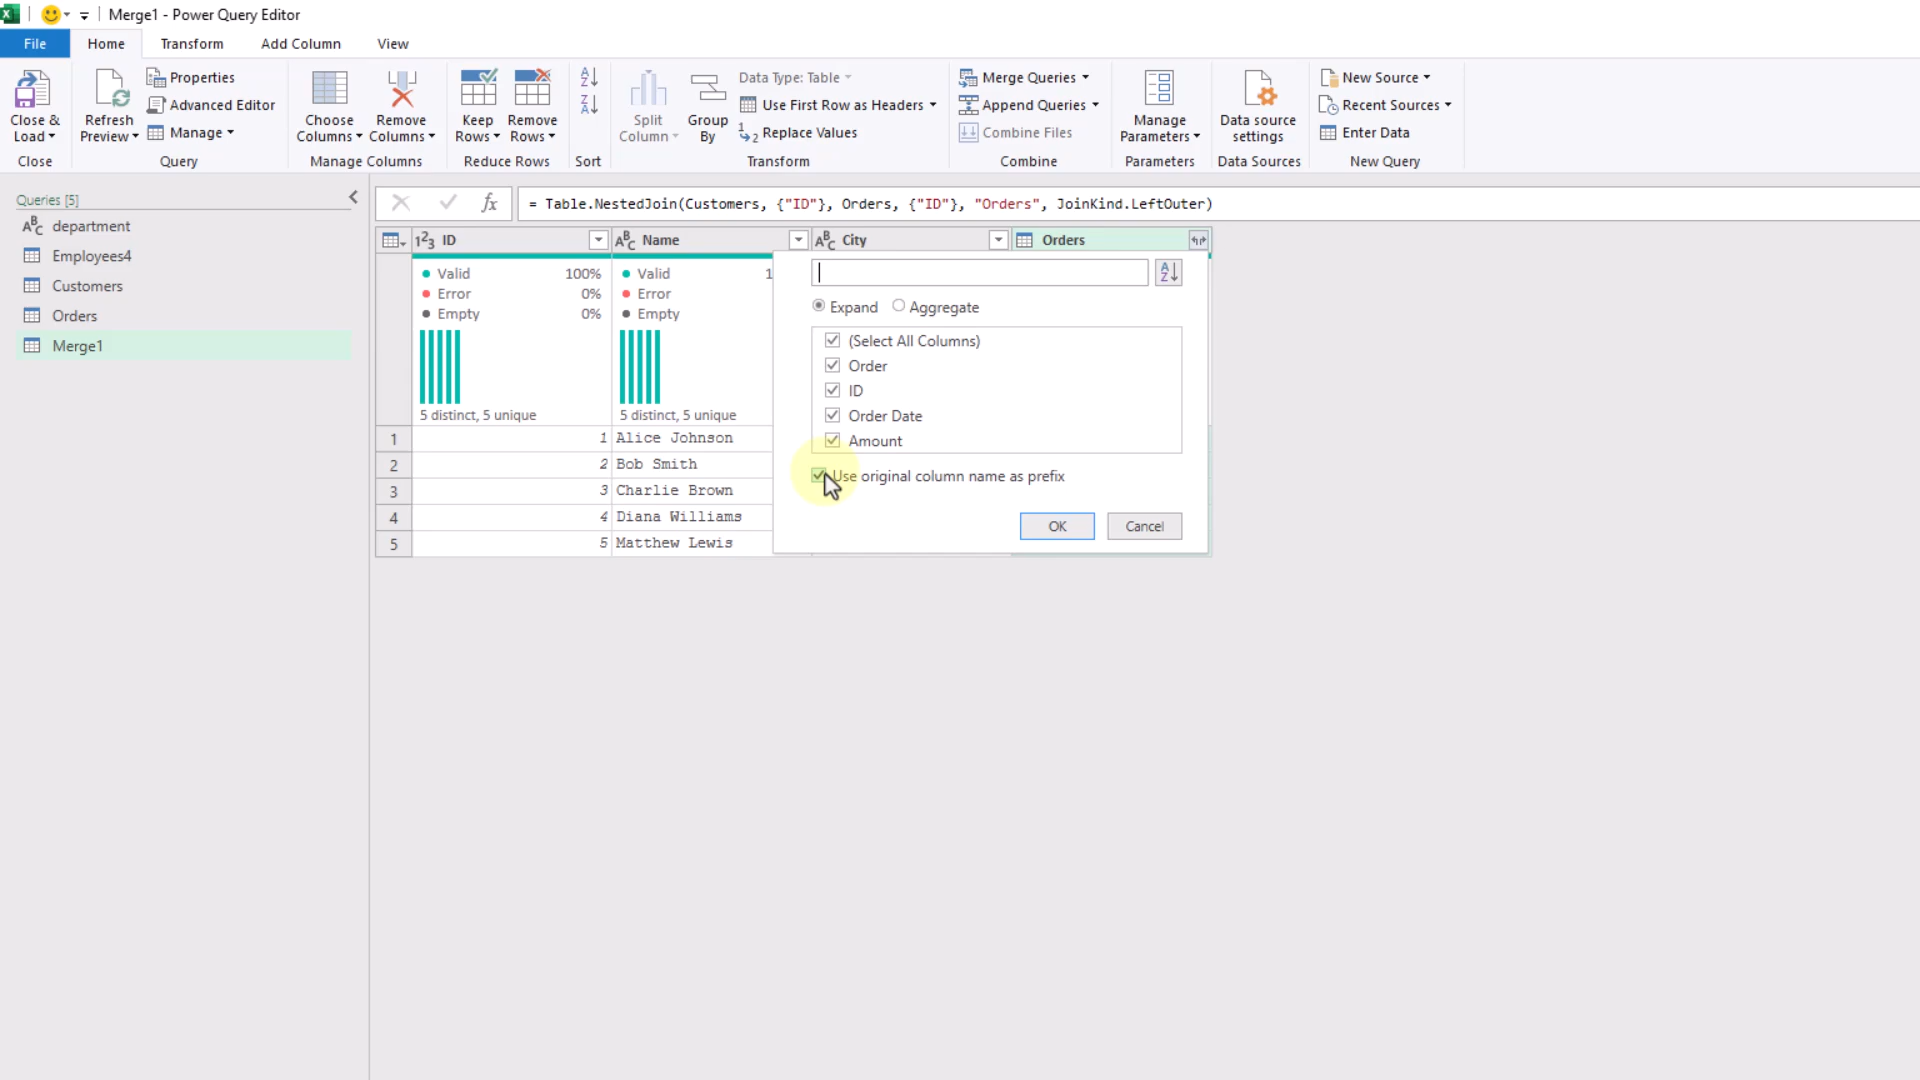 Merge1 - Power Query Editor
File Home Transform Add Column View
Close & Load
Close
Refresh Preview
Properties
Advanced Editor
Manage
Query
Choose Columns
Remove Columns
Manage Columns
Keep Rows
Remove Rows
Reduce Rows
Sort
Split Column
Group By
Data Type: Table
Use First Row as Headers
Replace Values
Transform
Merge Queries
Append Queries
Combine Files
Combine
Manage Parameters
Parameters
Data source settings
Data Sources
New Source
Recent Sources
Enter Data
New Query
Queries [5]
department
Employees4
Customers
Orders
Merge1
= Table.NestedJoin(Customers, {"ID"}, Orders, {"ID"}, "Orders", JoinKind.LeftOuter)
ID Name City Orders
Valid 100%
Error 0%
Empty 0%
5 distinct, 5 unique
Valid 1
Error
Empty
5 distinct, 5 unique
1 1 Alice Johnson
2 2 Bob Smith
3 3 Charlie Brown
4 4 Diana Williams
5 5 Matthew Lewis
Expand Aggregate
(Select All Columns)
Order
ID
Order Date
Amount
Use original column name as prefix
OK Cancel